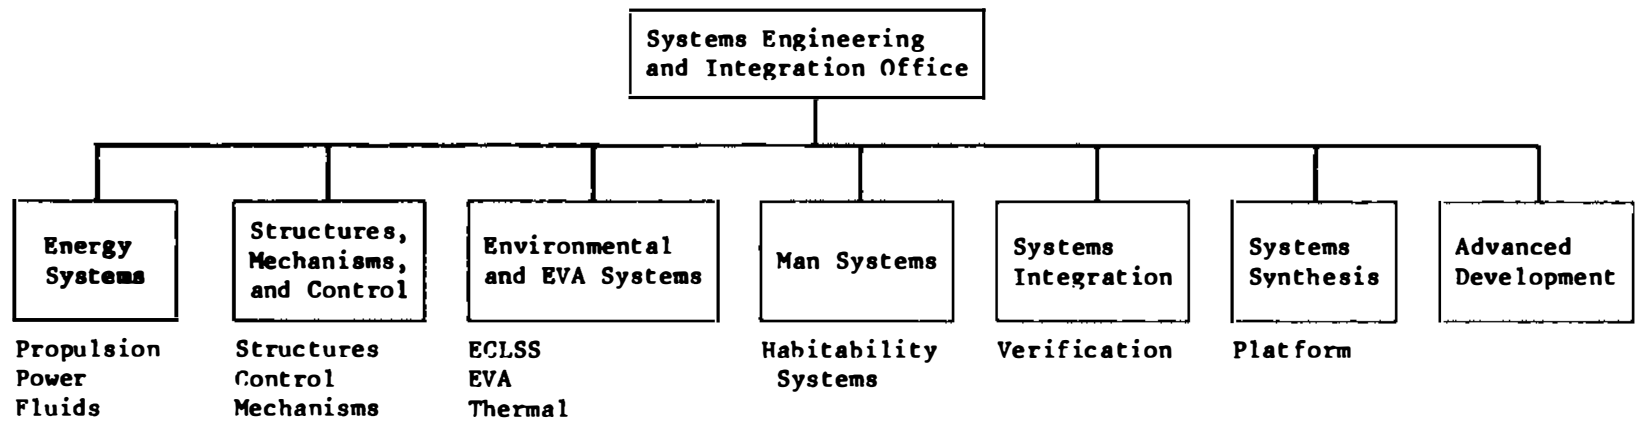 Systems Engineering
and Integration Office
Energy
Systems
Structures,
Mechanisms,
and Control
Environmental
and EVA Systems
Man Systems
Systems
Integration
Systems
Synthesis
Advanced
Development
Propulsion
Power
Fluids
Structures
Control
Mechanisms
ECLSS
EVA
Thermal
Habitability
Systems
Verification
Platform